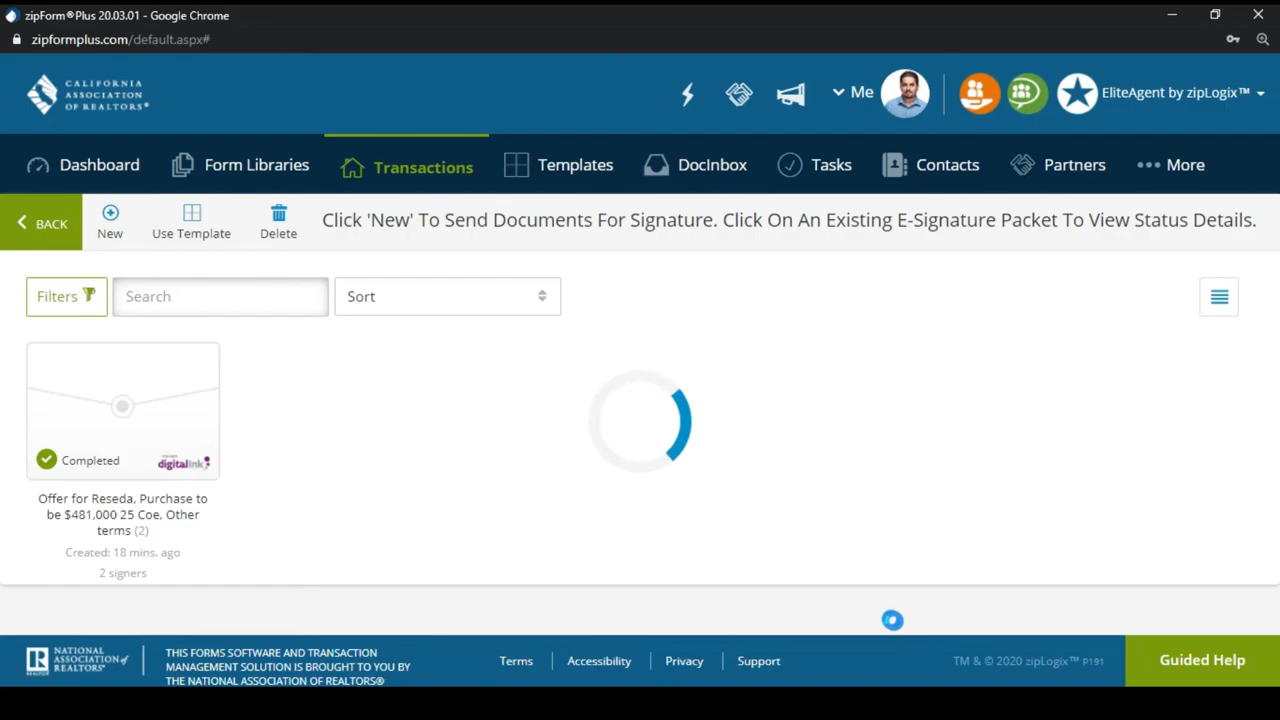 zipForm®Plus 20.03.01 - Google Chrome
zipformplus.com/default.aspx#
CALIFORNIA
ASSOCIATION
OF REALTORS®
Me
EliteAgent by zipLogix™
Dashboard
Form Libraries
Transactions
Templates
DocInbox
Tasks
Contacts
Partners
More
BACK
New
Use Template
Delete
Click 'New' To Send Documents For Signature. Click On An Existing E-Signature Packet To View Status Details.
Filters
Search
Sort
Completed
digitalink
Offer for Reseda, Purchase to
be $481,000 25 Coe, Other
terms (2)
Created: 18 mins. ago
2 signers
NATIONAL
ASSOCIATION of
REALTORS®
THIS FORMS SOFTWARE AND TRANSACTION
MANAGEMENT SOLUTION IS BROUGHT TO YOU BY
THE NATIONAL ASSOCIATION OF REALTORS®
Terms
Accessibility
Privacy
Support
TM & © 2020 zipLogix™ P191
Guided Help